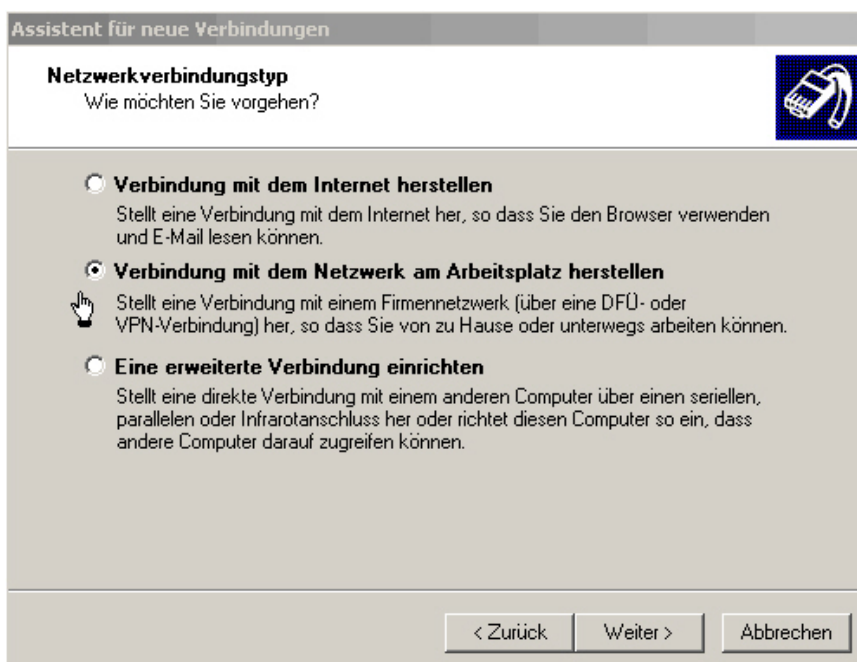 Assistent für neue Verbindungen
Netzwerkverbindungstyp
Wie möchten Sie vorgehen?
Verbindung mit dem Internet herstellen
Stellt eine Verbindung mit dem Internet her, so dass Sie den Browser verwenden
und E-Mail lesen können.
Verbindung mit dem Netzwerk am Arbeitsplatz herstellen
Stellt eine Verbindung mit einem Firmennetzwerk (über eine DFÜ- oder
VPN-Verbindung) her, so dass Sie von zu Hause oder unterwegs arbeiten können.
Eine erweiterte Verbindung einrichten
Stellt eine direkte Verbindung mit einem anderen Computer über einen seriellen,
parallelen oder Infrarotanschluss her oder richtet diesen Computer so ein, dass
andere Computer darauf zugreifen können.
< Zurück Weiter > Abbrechen